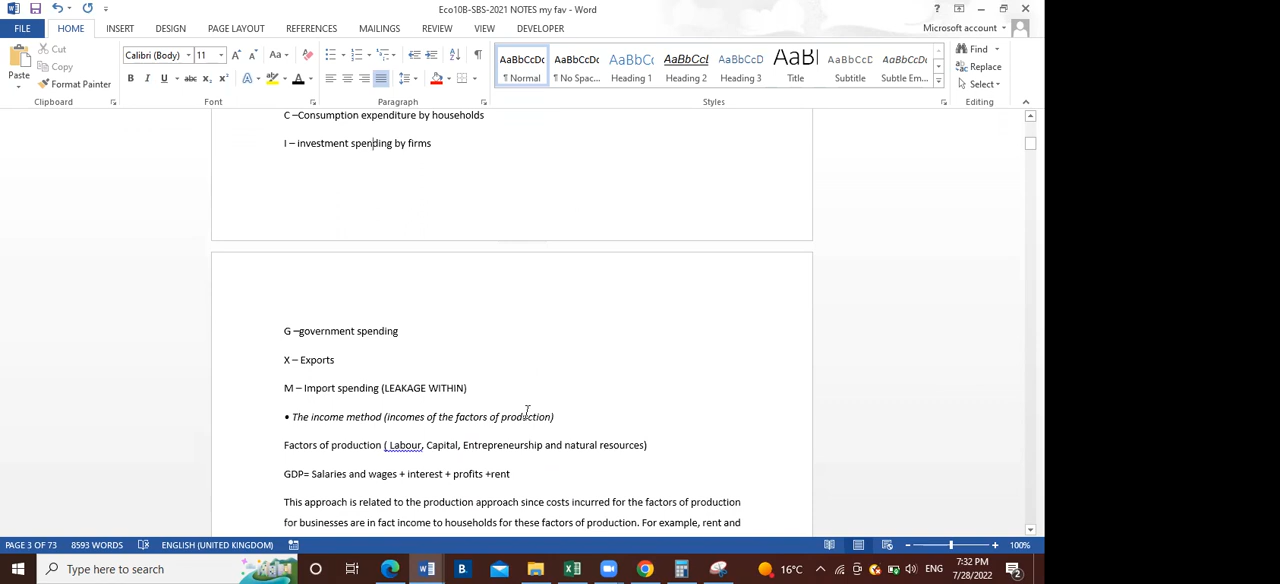 Eco10B-SBS-2021 NOTES my fav - Word
FILE HOME INSERT DESIGN PAGE LAYOUT REFERENCES MAILINGS REVIEW VIEW DEVELOPER Microsoft account
Paste Cut Copy Format Painter
Calibri (Body) 11
AaBbCcDc ¶ Normal
AaBbCcDc ¶ No Spac...
AaBbCc Heading 1
AaBbCcI Heading 2
AaBbCcDc Heading 3
AaBl Title
AaBbCcC Subtitle
AaBbCcDc Subtle Em...
Find Replace Select
Clipboard Font Paragraph Styles Editing
C –Consumption expenditure by households
I – investment spending by firms
G –government spending
X – Exports
M – Import spending (LEAKAGE WITHIN)
• The income method (incomes of the factors of production)
Factors of production ( Labour, Capital, Entrepreneurship and natural resources)
GDP= Salaries and wages + interest + profits +rent
This approach is related to the production approach since costs incurred for the factors of production
for businesses are in fact income to households for these factors of production. For example, rent and
PAGE 3 OF 73 8593 WORDS ENGLISH (UNITED KINGDOM) 100%
Type here to search
16°C ENG
7:32 PM
7/28/2022
2